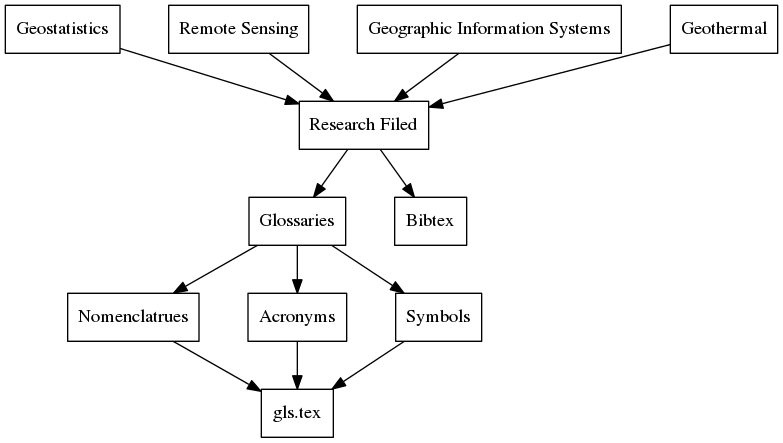 Geostatistics
Remote Sensing
Geographic Information Systems
Geothermal
Research Filed
Glossaries
Bibtex
Nomenclatrues
Acronyms
Symbols
gls.tex